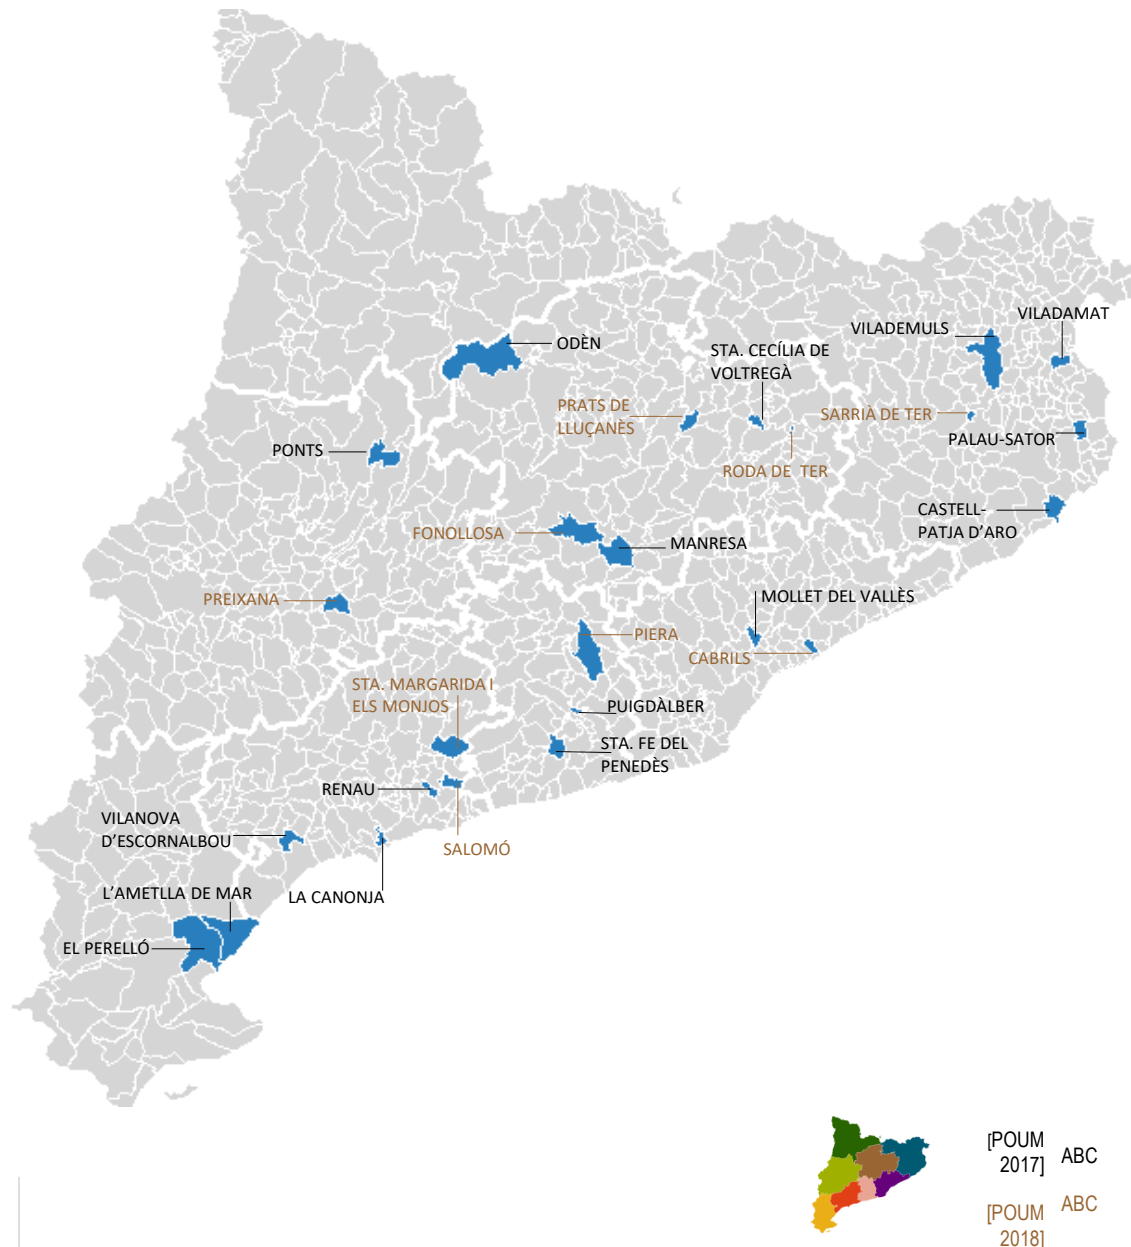 VILADAMAT
VILADEMULS
ODÈN
STA. CECÍLIA DE
VOLTREGÀ
PRATS DE
LLUÇANÈS
SARRIÀ DE TER
PALAU-SATOR
PONTS
RODA DE TER
CASTELL-
PATJA D'ARO
FONOLLOSA
MANRESA
PREIXANA
MOLLET DEL VALLÈS
PIERA
CABRILS
STA. MARGARIDA I
ELS MONJOS
PUIGDÀLBER
STA. FE DEL
PENEDÈS
RENAU
VILANOVA
D'ESCORNALBOU
SALOMÓ
L'AMETLLA DE MAR
LA CANONJA
EL PERELLÓ
[POUM
2017]
ABC
[POUM
2018]
ABC